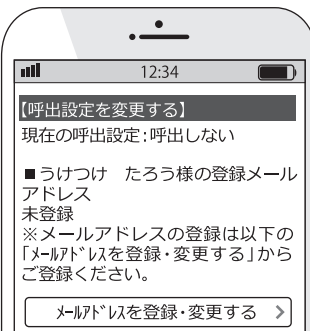 12:34
【呼出設定を変更する】
現在の呼出設定:呼出しない
■うけつけ　たろう様の登録メール
アドレス
未登録
※メールアドレスの登録は以下の
「ﾒｰﾙｱﾄﾞﾚｽを登録・変更する」から
ご登録ください。
ﾒｰﾙｱﾄﾞﾚｽを登録・変更する